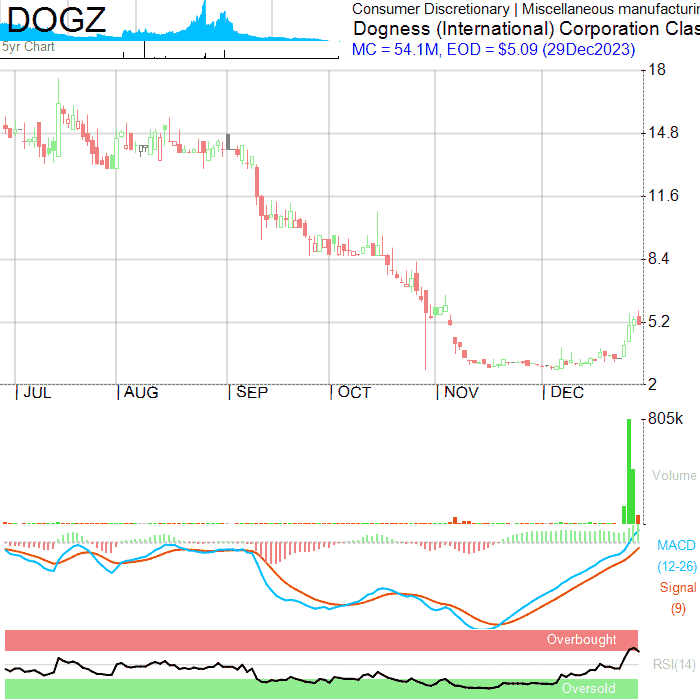 DOGZ
5yr Chart
Consumer Discretionary | Miscellaneous manufacturin
Dogness (International) Corporation Clas
MC = 54.1M, EOD = $5.09 (29Dec2023)
18
14.8
11.6
8.4
5.2
2
JUL AUG SEP OCT NOV DEC
805k
Volume
MACD
(12-26)
Signal
(9)
Overbought
RSI(14)
Oversold